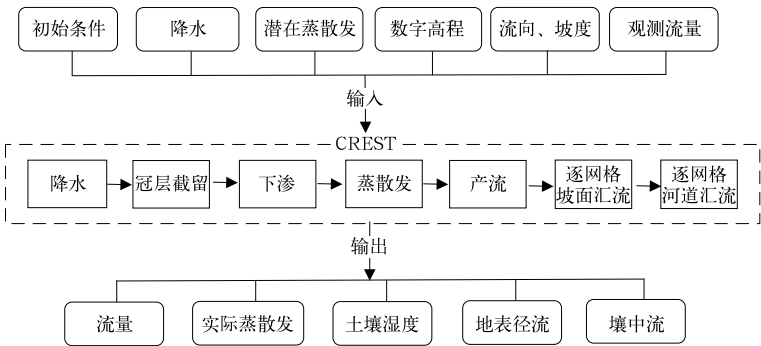 初始条件
降水
潜在蒸散发
数字高程
流向、坡度
观测流量
输入
CREST
降水
冠层截留
下渗
蒸散发
产流
逐网格
坡面汇流
逐网格
河道汇流
输出
流量
实际蒸散发
土壤湿度
地表径流
壤中流